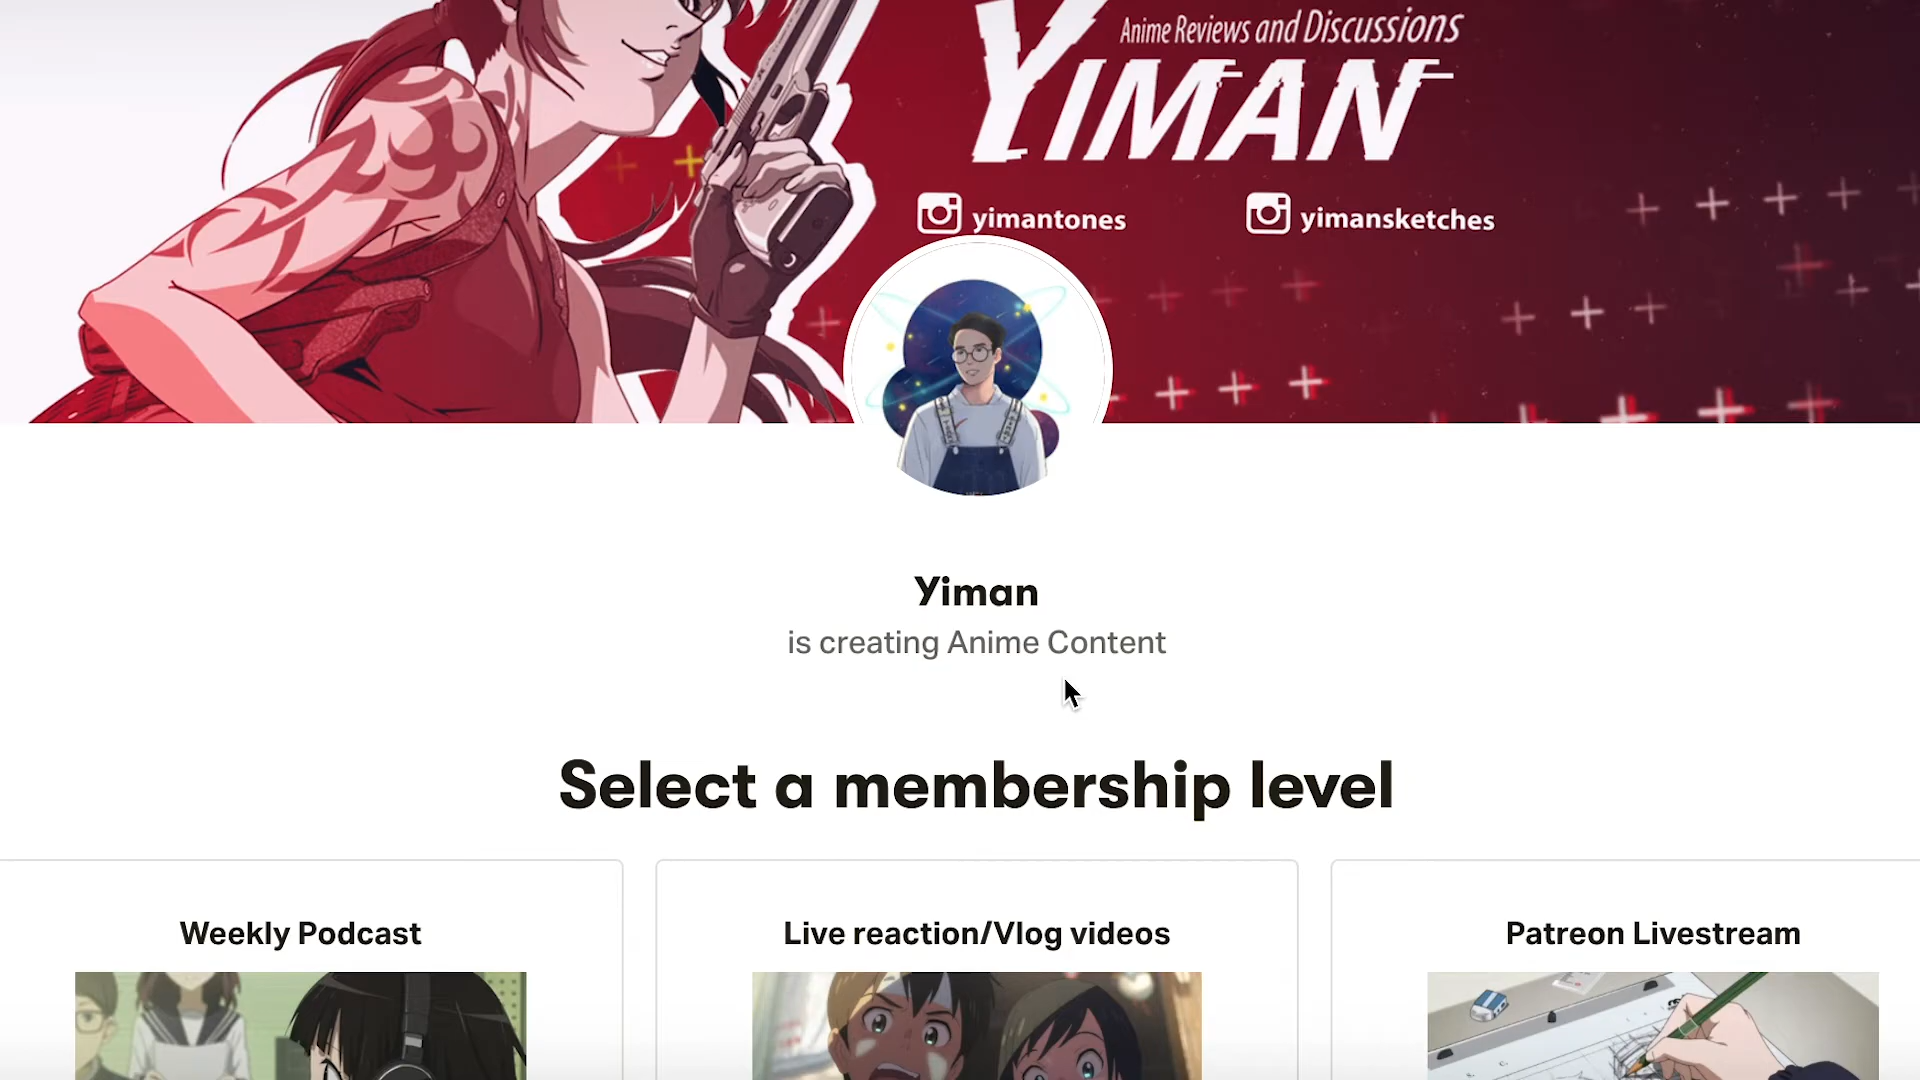 Anime Reviews and Discussions
YIMAN
yimantones
yimansketches
Yiman
is creating Anime Content
Select a membership level
Weekly Podcast
Live reaction/Vlog videos
Patreon Livestream